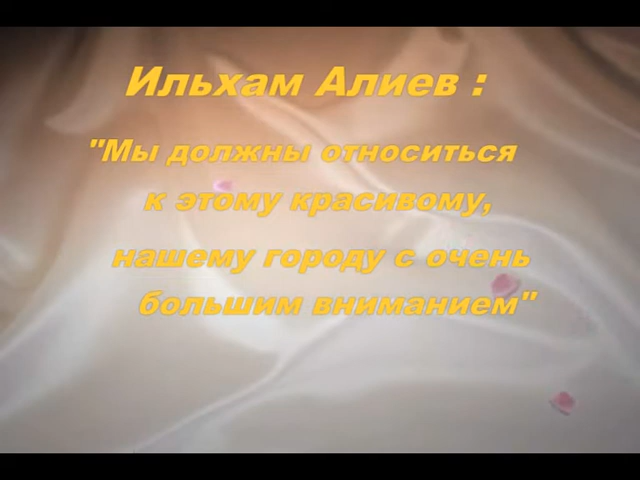 Ильхам Алиев :
"Мы должны относиться
к этому красивому,
нашему городу с очень
большим вниманием"